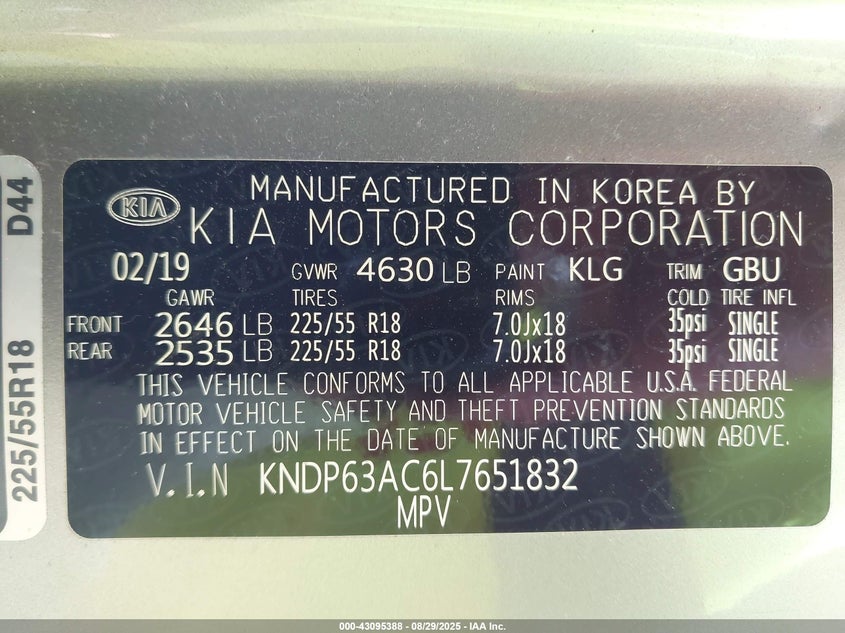 D44
225/55R18
KIA
MANUFACTURED IN KOREA BY
KIA MOTORS CORPORATION
02/19 GVWR 4630 LB PAINT KLG TRIM GBU
GAWR TIRES RIMS COLD TIRE INFL
FRONT 2646 LB 225/55 R18 7.0Jx18 35psi SINGLE
REAR 2535 LB 225/55 R18 7.0Jx18 35psi SINGLE
THIS VEHICLE CONFORMS TO ALL APPLICABLE U.S.A. FEDERAL
MOTOR VEHICLE SAFETY AND THEFT PREVENTION STANDARDS
IN EFFECT ON THE DATE OF MANUFACTURE SHOWN ABOVE.
V.I.N KNDP63AC6L7651832
MPV
000-43095388 - 08/29/2025 - IAA Inc.